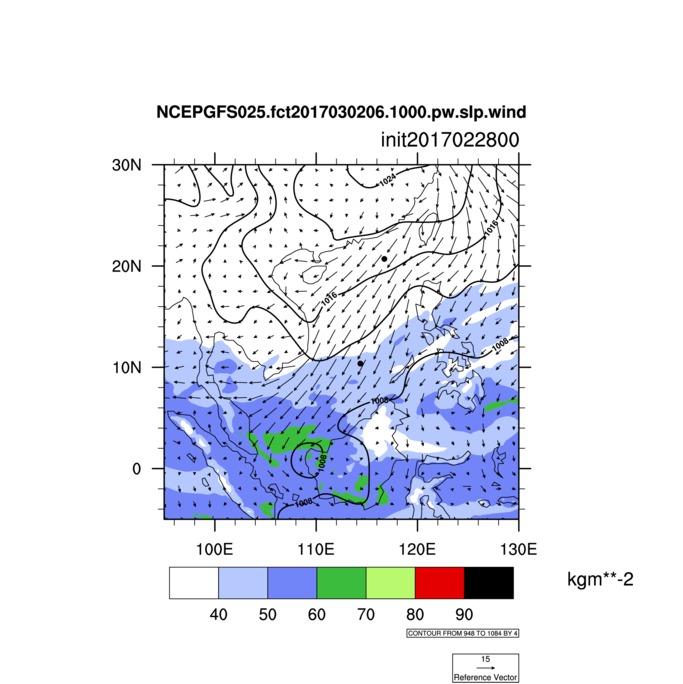 NCEPGFS025.fct2017030206.1000.pw.slp.wind
init2017022800
30N
1024
1016
20N
1016
1008
10N
1008
1008
0
1008
100E 110E 120E 130E
kgm**-2
40 50 60 70 80 90
CONTOUR FROM 948 TO 1084 BY 4
15
Reference Vector